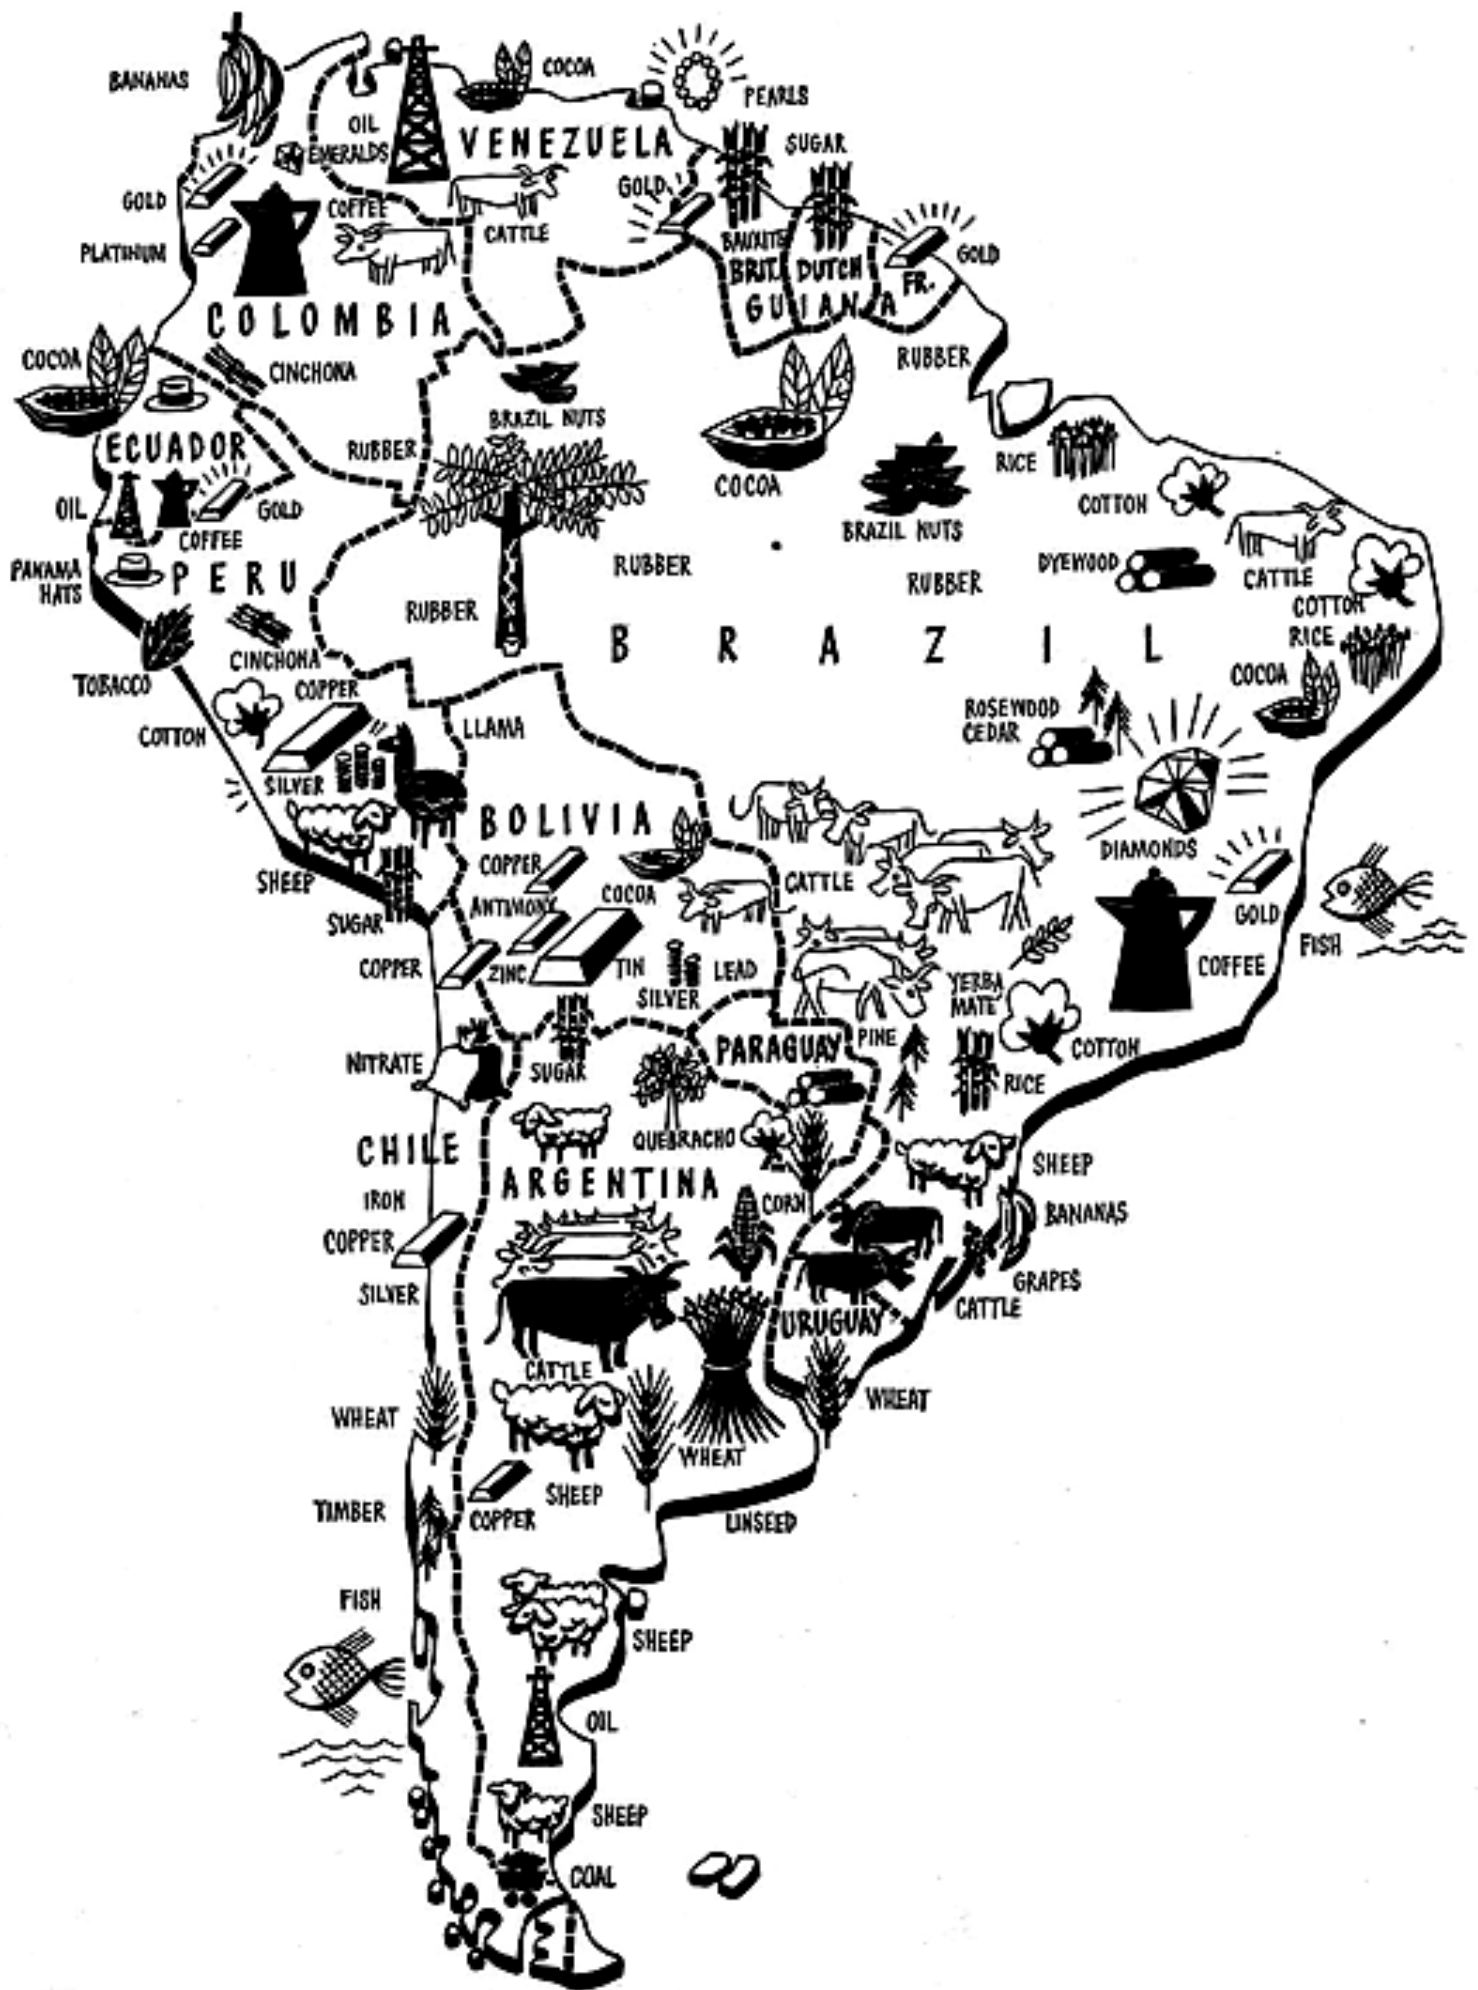 BANANAS
COCOA
PEARLS
OIL
VENEZUELA
SUGAR
EMERALDS
GOLD
GOLD
COFFEE
CATTLE
PLATINUM
BAUXITE
GOLD
BRIT.
DUTCH
FR.
GUIANA
COLOMBIA
COCOA
CINCHONA
RUBBER
BRAZIL NUTS
ECUADOR
RUBBER
RICE
COCOA
COTTON
OIL
GOLD
COFFEE
BRAZIL NUTS
PANAMA
HATS
PERU
RUBBER
RUBBER
DYEWOOD
CATTLE
COTTON
RUBBER
RICE
BRAZIL
CINCHONA
TOBACCO
COPPER
COCOA
ROSEWOOD
CEDAR
COTTON
LLAMA
SILVER
BOLIVIA
DIAMONDS
COPPER
SHEEP
CATTLE
COCOA
ANTIMONY
SUGAR
GOLD
FISH
COPPER
ZINC
TIN
LEAD
COFFEE
SILVER
YERBA
MATE
PARAGUAY
PINE
COTTON
NITRATE
SUGAR
RICE
QUEBRACHO
CHILE
SHEEP
ARGENTINA
IRON
CORN
BANANAS
COPPER
GRAPES
SILVER
CATTLE
URUGUAY
CATTLE
WHEAT
WHEAT
WHEAT
SHEEP
TIMBER
COPPER
LINSEED
FISH
SHEEP
OIL
SHEEP
COAL